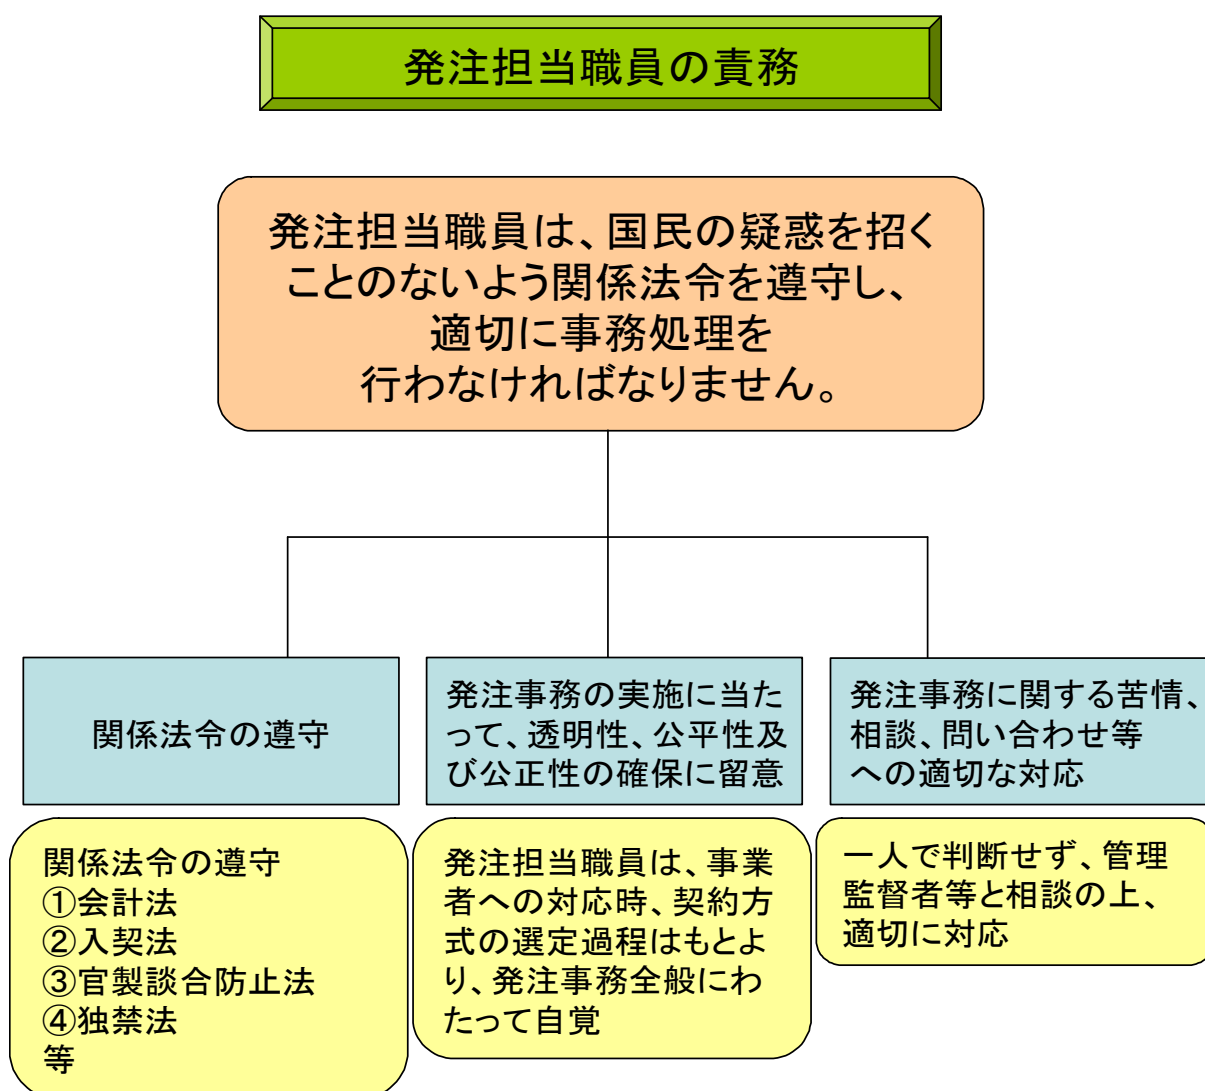 発注担当職員の責務
発注担当職員は、国民の疑惑を招く
ことのないよう関係法令を遵守し、
適切に事務処理を
行わなければなりません。
関係法令の遵守
発注事務の実施に当た
って、透明性、公平性及
び公正性の確保に留意
発注事務に関する苦情、
相談、問い合わせ等
への適切な対応
関係法令の遵守
①会計法
②入契法
③官製談合防止法
④独禁法
等
発注担当職員は、事業
者への対応時、契約方
式の選定過程はもとよ
り、発注事務全般にわ
たって自覚
一人で判断せず、管理
監督者等と相談の上、
適切に対応